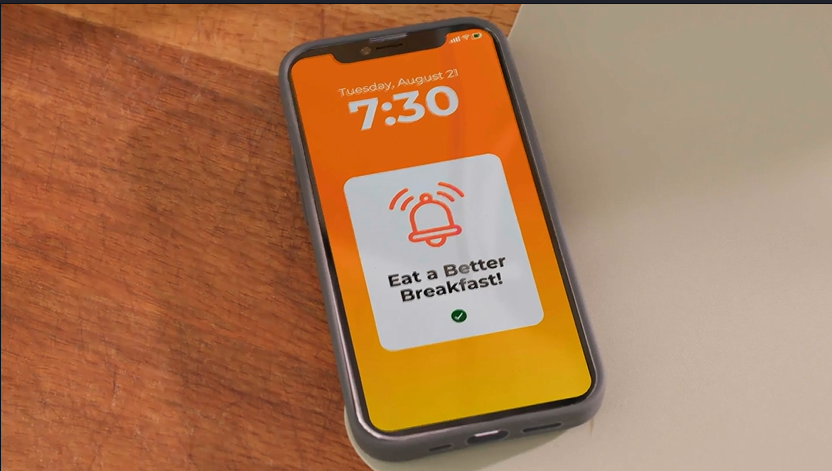 Tuesday, August 21
7:30
Eat a Better
Breakfast!